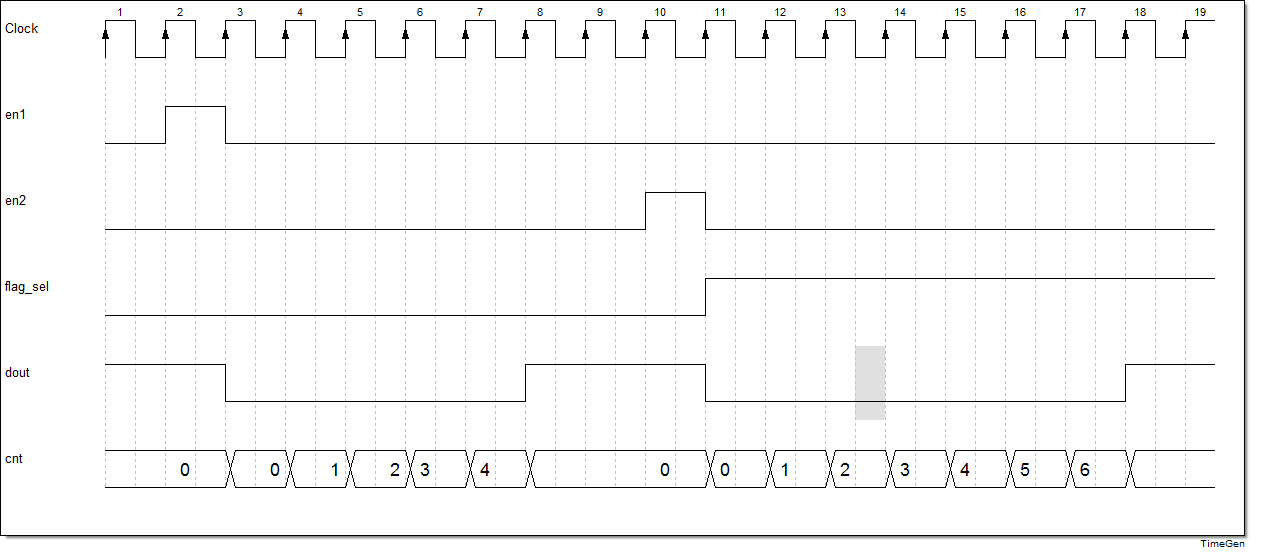 1 2 3 4 5 6 7 8 9 10 11 12 13 14 15 16 17 18 19
Clock
en1
en2
flag_sel
dout
cnt 0 0 1 2 3 4 0 0 1 2 3 4 5 6
TimeGen